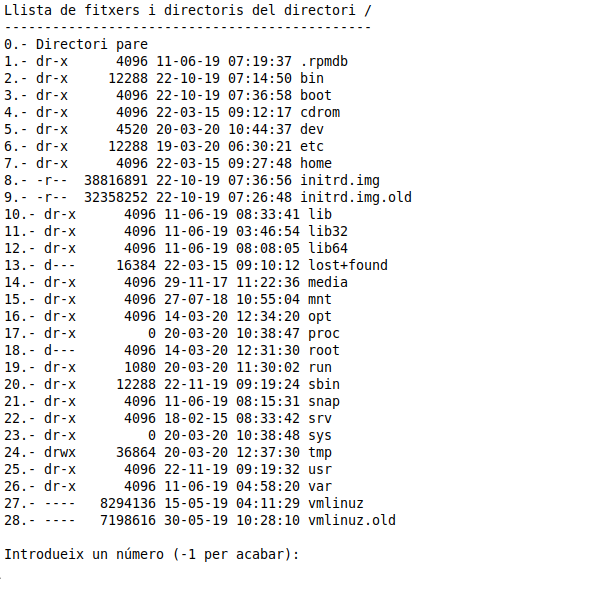 Llista de fitxers i directoris del directori /
----------------------------------------------
0.- Directori pare
1.- dr-x      4096 11-06-19 07:19:37 .rpmdb
2.- dr-x     12288 22-10-19 07:14:50 bin
3.- dr-x      4096 22-10-19 07:36:58 boot
4.- dr-x      4096 22-03-15 09:12:17 cdrom
5.- dr-x      4520 20-03-20 10:44:37 dev
6.- dr-x     12288 19-03-20 06:30:21 etc
7.- dr-x      4096 22-03-15 09:27:48 home
8.- -r--  38816891 22-10-19 07:36:56 initrd.img
9.- -r--  32358252 22-10-19 07:26:48 initrd.img.old
10.- dr-x      4096 11-06-19 08:33:41 lib
11.- dr-x      4096 11-06-19 03:46:54 lib32
12.- dr-x      4096 11-06-19 08:08:05 lib64
13.- d---     16384 22-03-15 09:10:12 lost+found
14.- dr-x      4096 29-11-17 11:22:36 media
15.- dr-x      4096 27-07-18 10:55:04 mnt
16.- dr-x      4096 14-03-20 12:34:20 opt
17.- dr-x         0 20-03-20 10:38:47 proc
18.- d---      4096 14-03-20 12:31:30 root
19.- dr-x      1080 20-03-20 11:30:02 run
20.- dr-x     12288 22-11-19 09:19:24 sbin
21.- dr-x      4096 11-06-19 08:15:31 snap
22.- dr-x      4096 18-02-15 08:33:42 srv
23.- dr-x         0 20-03-20 10:38:48 sys
24.- drwx     36864 20-03-20 12:37:30 tmp
25.- dr-x      4096 22-11-19 09:19:32 usr
26.- dr-x      4096 11-06-19 04:58:20 var
27.- ----   8294136 15-05-19 04:11:29 vmlinuz
28.- ----   7198616 30-05-19 10:28:10 vmlinuz.old
Introdueix un número (-1 per acabar):